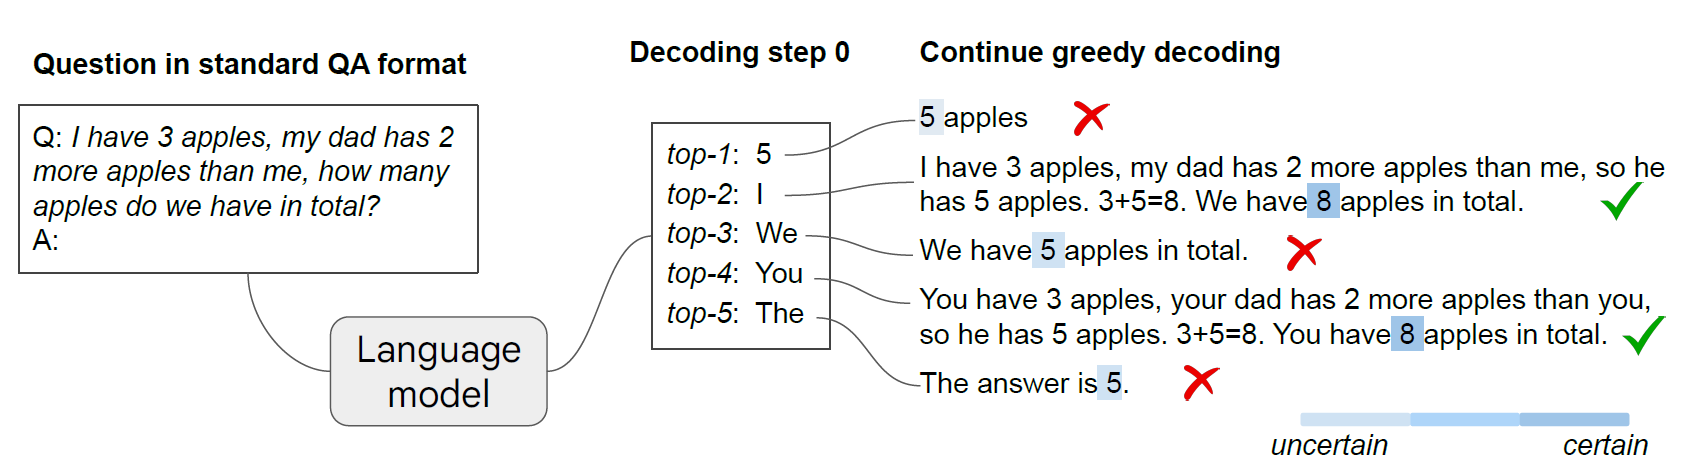 Question in standard QA format
Q: I have 3 apples, my dad has 2
more apples than me, how many
apples do we have in total?
A:
Language
model
Decoding step 0
top-1: 5
top-2: I
top-3: We
top-4: You
top-5: The
Continue greedy decoding
5 apples
I have 3 apples, my dad has 2 more apples than me, so he
has 5 apples. 3+5=8. We have 8 apples in total.
We have 5 apples in total.
You have 3 apples, your dad has 2 more apples than you,
so he has 5 apples. 3+5=8. You have 8 apples in total.
The answer is 5.
uncertain certain